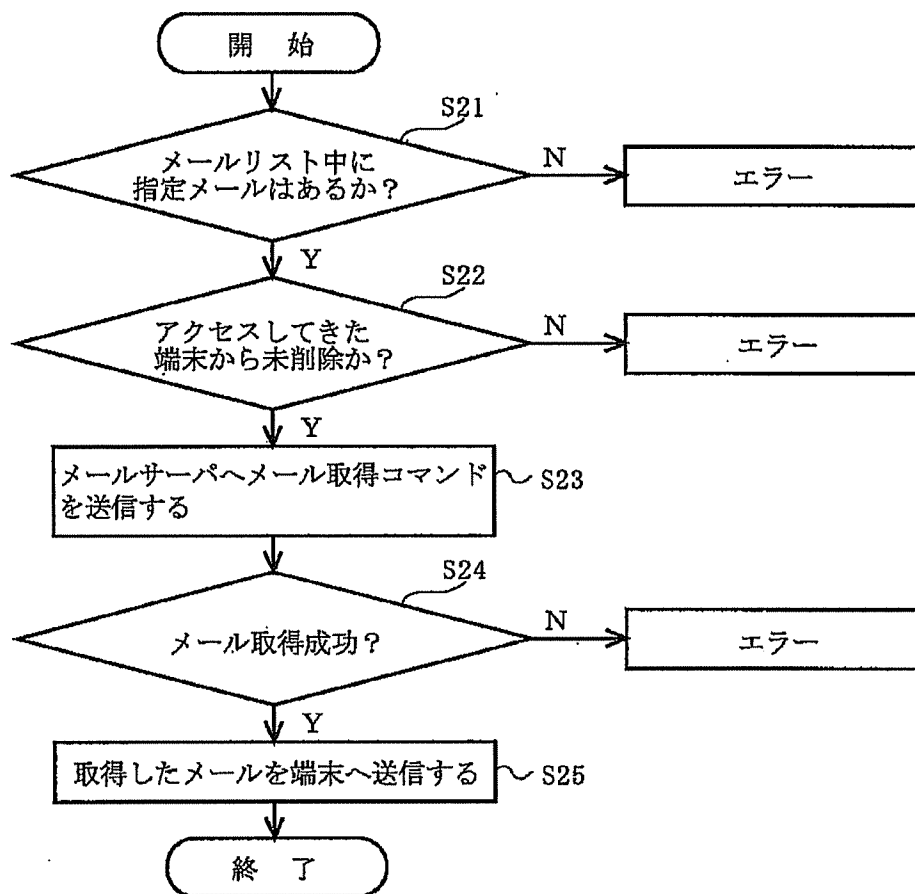 開 始
S21
メールリスト中に
指定メールはあるか?
N
エラー
Y
S22
アクセスしてきた
端末から未削除か?
N
エラー
Y
メールサーバへメール取得コマンド
を送信する
S23
S24
メール取得成功?
N
エラー
Y
取得したメールを端末へ送信する
S25
終 了